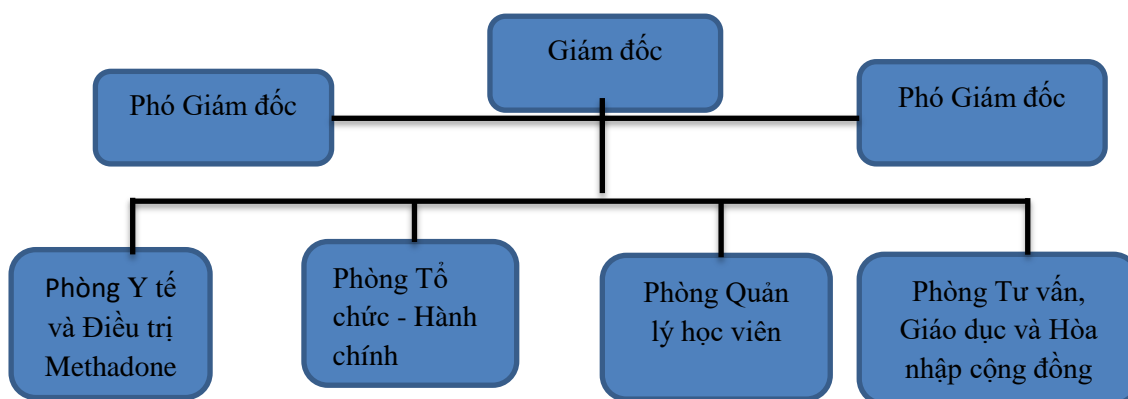 Giám đốc
Phó Giám đốc
Phó Giám đốc
Phòng Y tế
và Điều trị
Methadone
Phòng Tổ
chức - Hành
chính
Phòng Quản
lý học viên
Phòng Tư vấn,
Giáo dục và Hòa
nhập cộng đồng